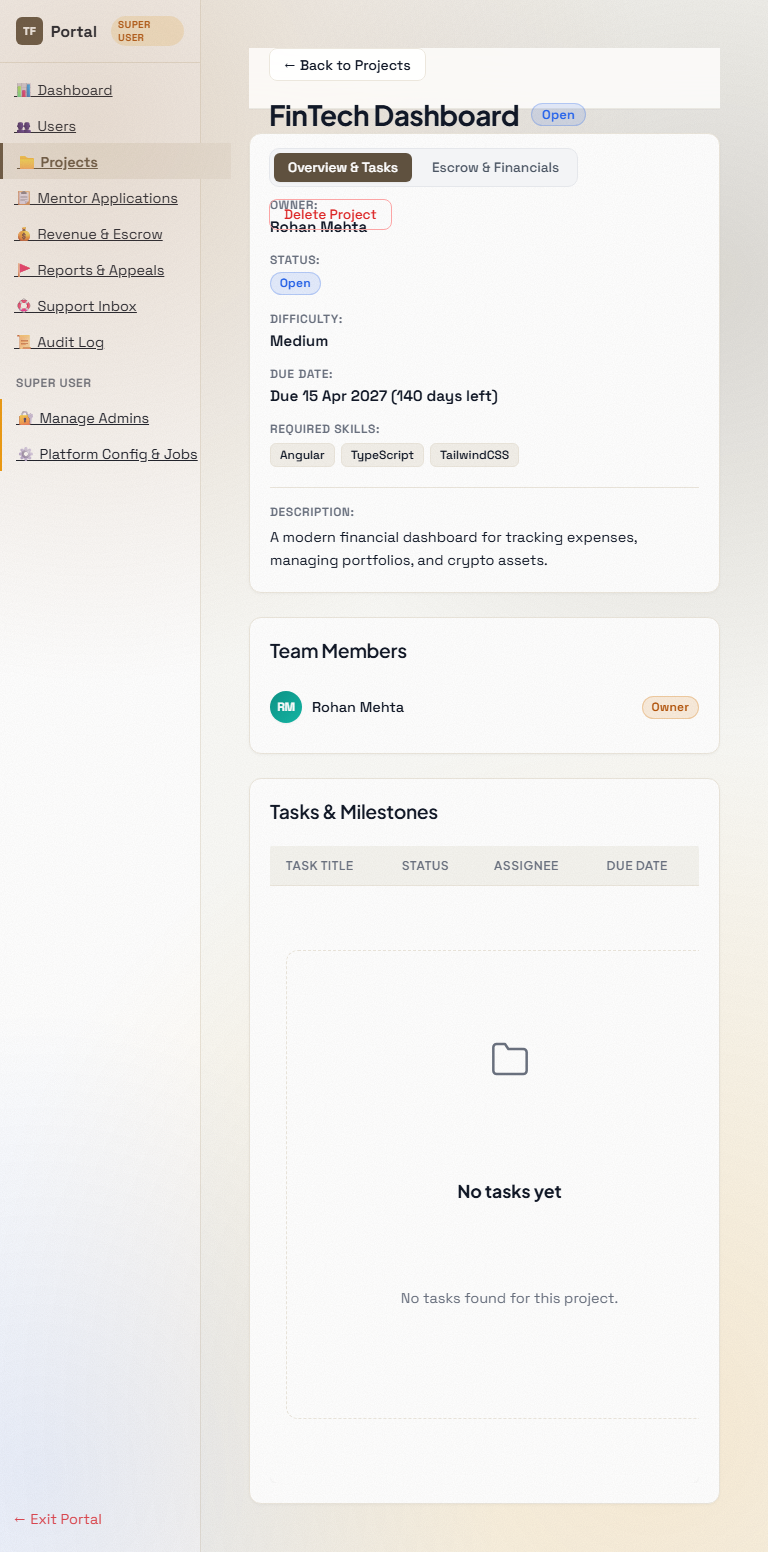 TF Portal SUPER USER
Dashboard
Users
Projects
Mentor Applications
Revenue & Escrow
Reports & Appeals
Support Inbox
Audit Log
SUPER USER
Manage Admins
Platform Config & Jobs
← Exit Portal
← Back to Projects
FinTech Dashboard Open
Overview & Tasks Escrow & Financials
OWNER:
Delete Project
Rohan Mehta
STATUS:
Open
DIFFICULTY:
Medium
DUE DATE:
Due 15 Apr 2027 (140 days left)
REQUIRED SKILLS:
Angular TypeScript TailwindCSS
DESCRIPTION:
A modern financial dashboard for tracking expenses,
managing portfolios, and crypto assets.
Team Members
RM Rohan Mehta Owner
Tasks & Milestones
TASK TITLE STATUS ASSIGNEE DUE DATE
No tasks yet
No tasks found for this project.